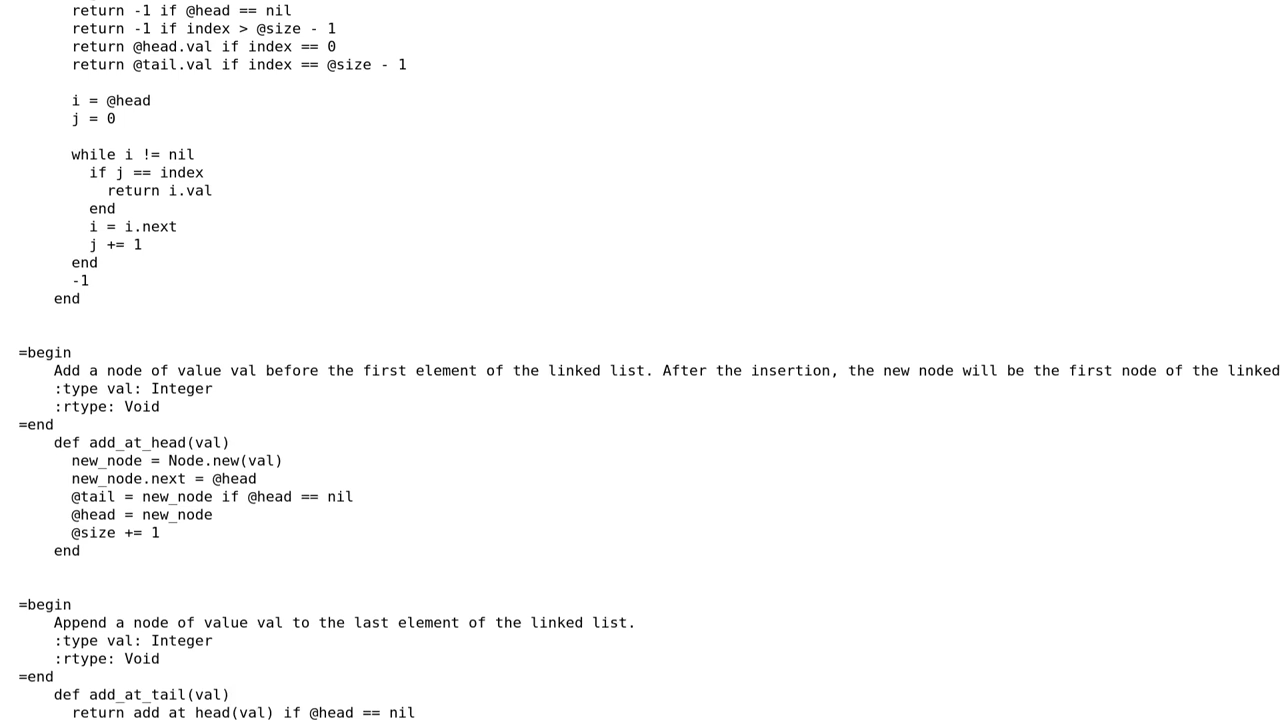 return -1 if @head == nil
return -1 if index > @size - 1
return @head.val if index == 0
return @tail.val if index == @size - 1
i = @head
j = 0
while i != nil
if j == index
return i.val
end
i = i.next
j += 1
end
-1
end
=begin
Add a node of value val before the first element of the linked list. After the insertion, the new node will be the first node of the linked
:type val: Integer
:rtype: Void
=end
def add_at_head(val)
new_node = Node.new(val)
new_node.next = @head
@tail = new_node if @head == nil
@head = new_node
@size += 1
end
=begin
Append a node of value val to the last element of the linked list.
:type val: Integer
:rtype: Void
=end
def add_at_tail(val)
return add_at_head(val) if @head == nil